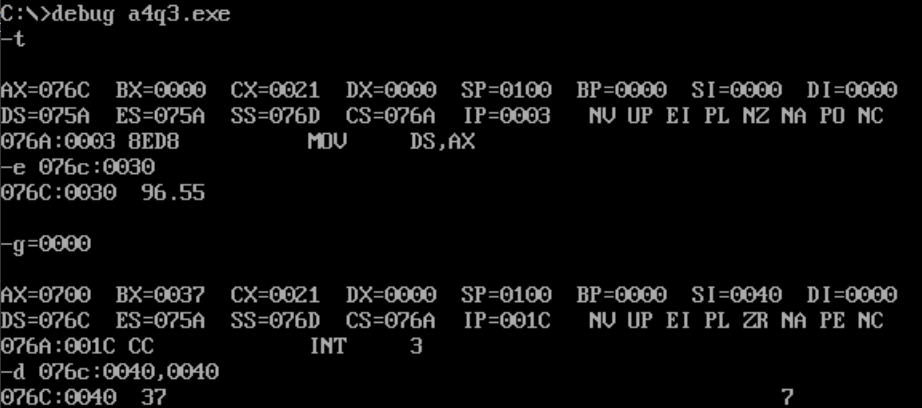 C:\>debug a4q3.exe
-t
AX=076C BX=0000 CX=0021 DX=0000 SP=0100 BP=0000 SI=0000 DI=0000
DS=075A ES=075A SS=076D CS=076A IP=0003 NV UP EI PL NZ NA PO NC
076A:0003 8ED8 MOV DS,AX
-e 076c:0030
076C:0030 96.55
-g=0000
AX=0700 BX=0037 CX=0021 DX=0000 SP=0100 BP=0000 SI=0040 DI=0000
DS=076C ES=075A SS=076D CS=076A IP=001C NV UP EI PL ZR NA PE NC
076A:001C CC INT 3
-d 076c:0040,0040
076C:0040 37 7